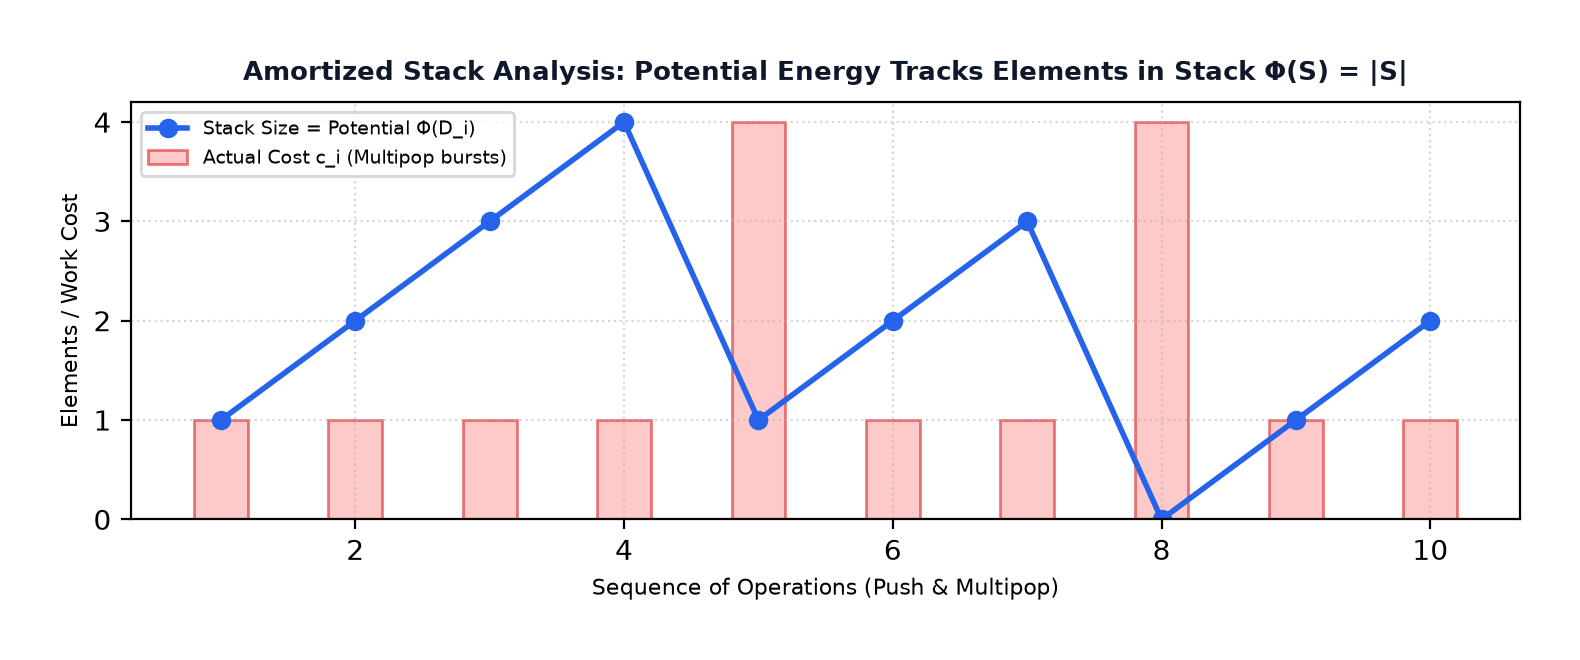 Amortized Stack Analysis: Potential Energy Tracks Elements in Stack Φ(S) = |S|
Stack Size = Potential Φ(D_i)
Actual Cost c_i (Multipop bursts)
Elements / Work Cost
4
3
2
1
0
2
4
6
8
10
Sequence of Operations (Push & Multipop)